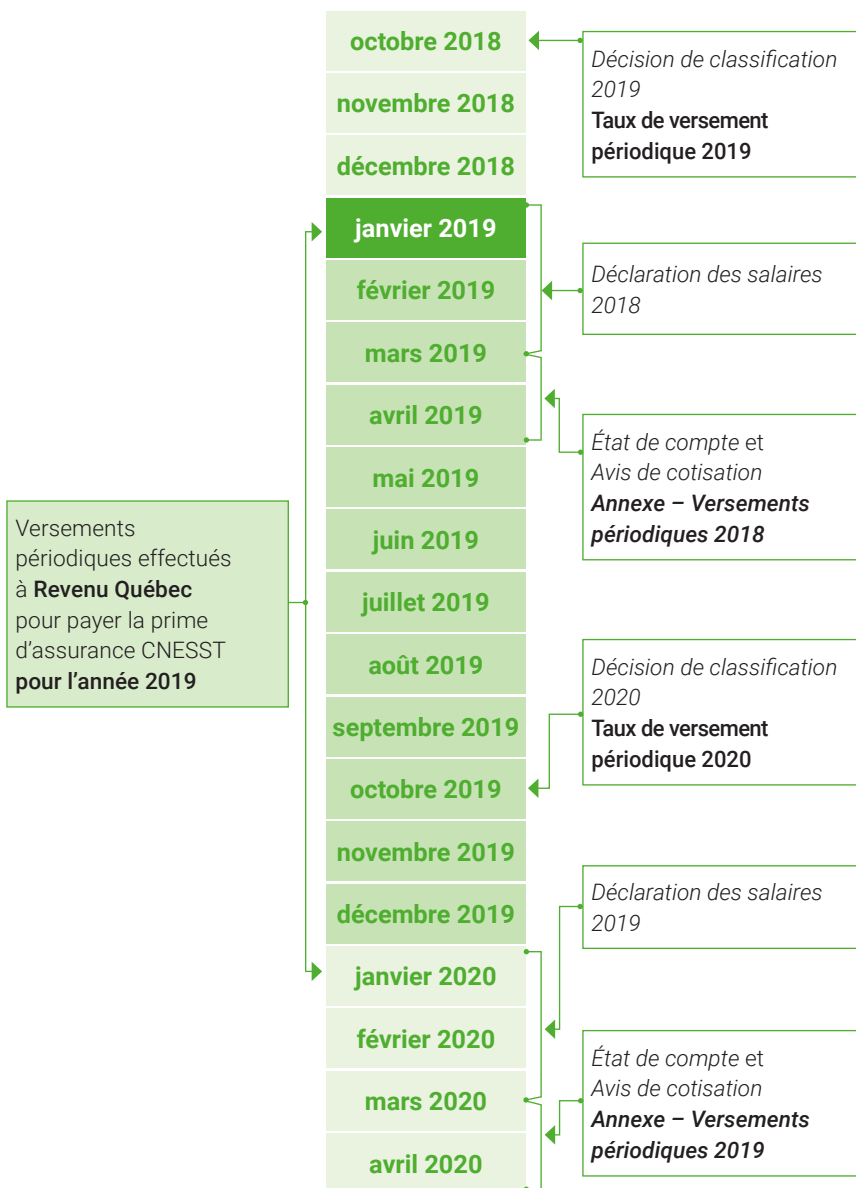 octobre 2018
novembre 2018
décembre 2018
janvier 2019
février 2019
mars 2019
avril 2019
mai 2019
juin 2019
juillet 2019
août 2019
septembre 2019
octobre 2019
novembre 2019
décembre 2019
janvier 2020
février 2020
mars 2020
avril 2020
Versements
périodiques effectués
à Revenu Québec
pour payer la prime
d’assurance CNESST
pour l’année 2019
Décision de classification
2019
Taux de versement
périodique 2019
Déclaration des salaires
2018
État de compte et
Avis de cotisation
Annexe – Versements
périodiques 2018
Décision de classification
2020
Taux de versement
périodique 2020
Déclaration des salaires
2019
État de compte et
Avis de cotisation
Annexe – Versements
périodiques 2019